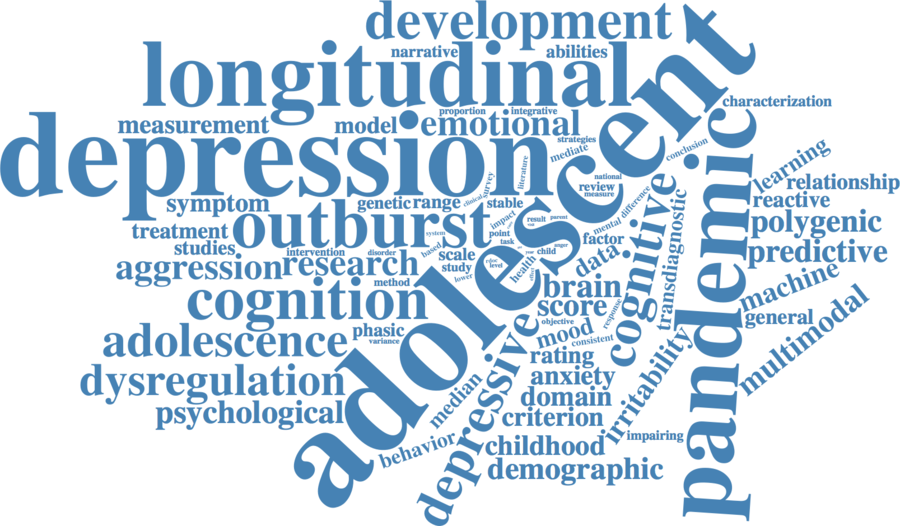 development
narrative
abilities
longitudinal
adolescent
characterization
proportion
integrative
measurement
model
emotional
strategies
depression
mediate
conclusion
pandemic
learning
literature
survey
clinical
national
review
measure
relationship
reactive
symptom
genetic
range
stable
difference
mental
cognitive
transdiagnostic
polygenic
outburst
impact
result
parent
treatment
system
point
task
factor
predictive
studies
intervention
disorder
based
scale
anger
child
data
aggression
research
study
level
health
lower
method
brain
machine
cognition
score
response
general
multimodal
phasic
variance
objective
mood
consistent
adolescence
rating
irritability
dysregulation
median
depressive
anxiety
domain
psychological
criterion
behavior
childhood
impairing
demographic